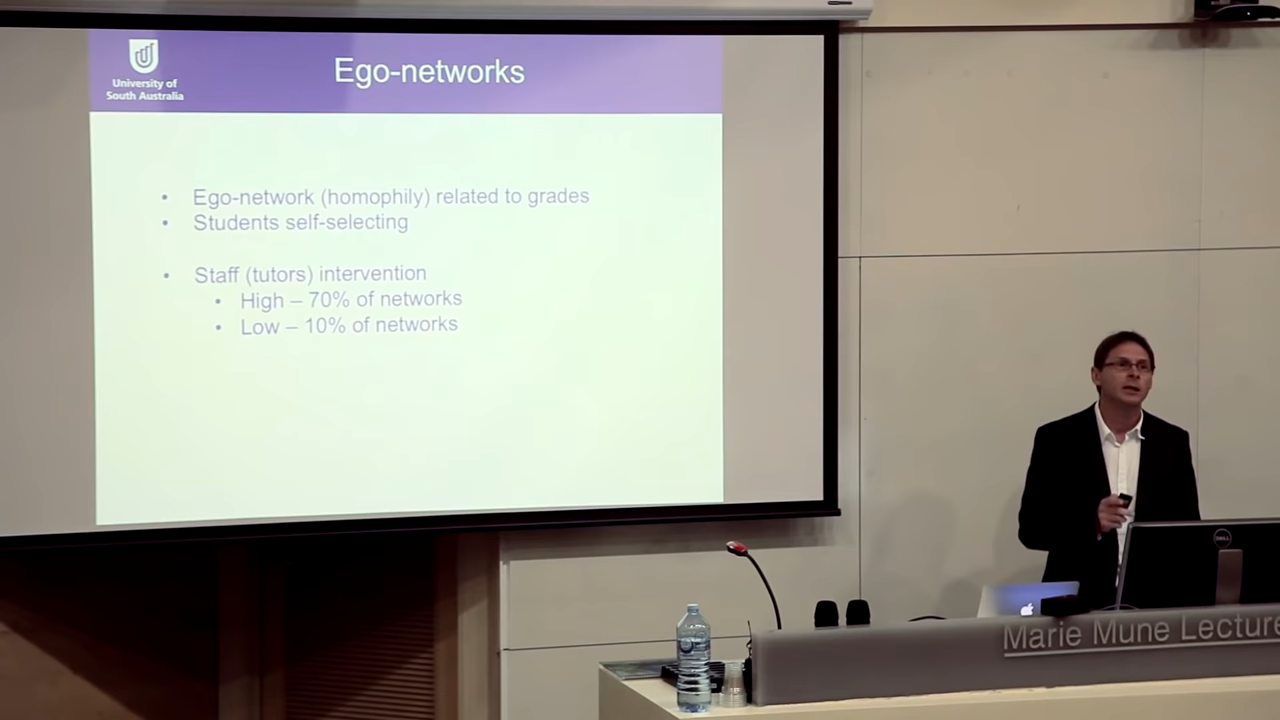 University of
South Australia
Ego-networks
• Ego-network (homophily) related to grades
• Students self-selecting
• Staff (tutors) intervention
• High – 70% of networks
• Low – 10% of networks
DELL
Marie Mune Lecture